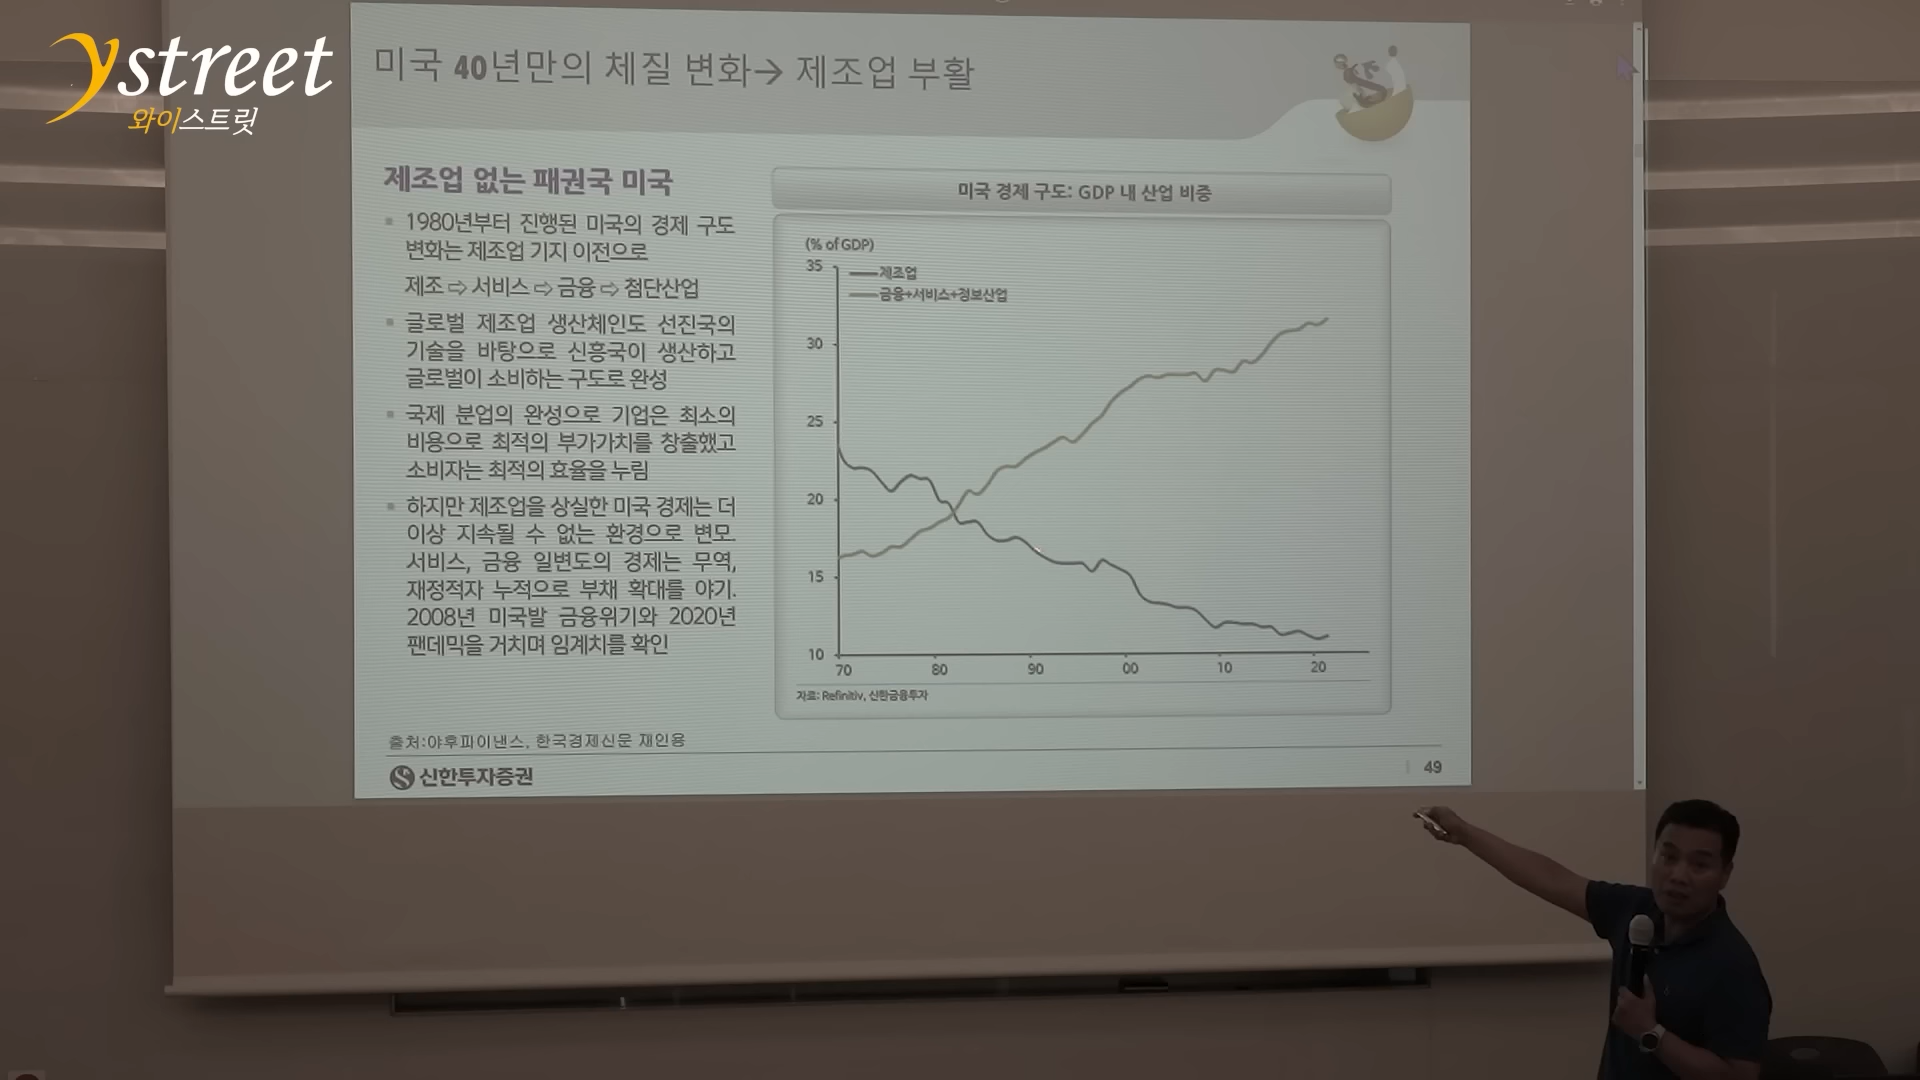 ystreet
와이스트릿
미국 40년만의 체질 변화→ 제조업 부활
제조업 없는 패권국 미국
▪ 1980년부터 진행된 미국의 경제 구도
변화는 제조업 기지 이전으로
제조 ⇨ 서비스 ⇨ 금융 ⇨ 첨단산업
▪ 글로벌 제조업 생산체인도 선진국의
기술을 바탕으로 신흥국이 생산하고
글로벌이 소비하는 구도로 완성
▪ 국제 분업의 완성으로 기업은 최소의
비용으로 최적의 부가가치를 창출했고
소비자는 최적의 효율을 누림
▪ 하지만 제조업을 상실한 미국 경제는 더
이상 지속될 수 없는 환경으로 변모.
서비스, 금융 일변도의 경제는 무역,
재정적자 누적으로 부채 확대를 야기.
2008년 미국발 금융위기와 2020년
팬데믹을 거치며 임계치를 확인
미국 경제 구도: GDP 내 산업 비중
(% of GDP)
35
30
25
20
15
10
제조업
금융+서비스+정보산업
70 80 90 00 10 20
자료: Refinitiv, 신한금융투자
출처:야후파이낸스, 한국경제신문 재인용
신한투자증권
49